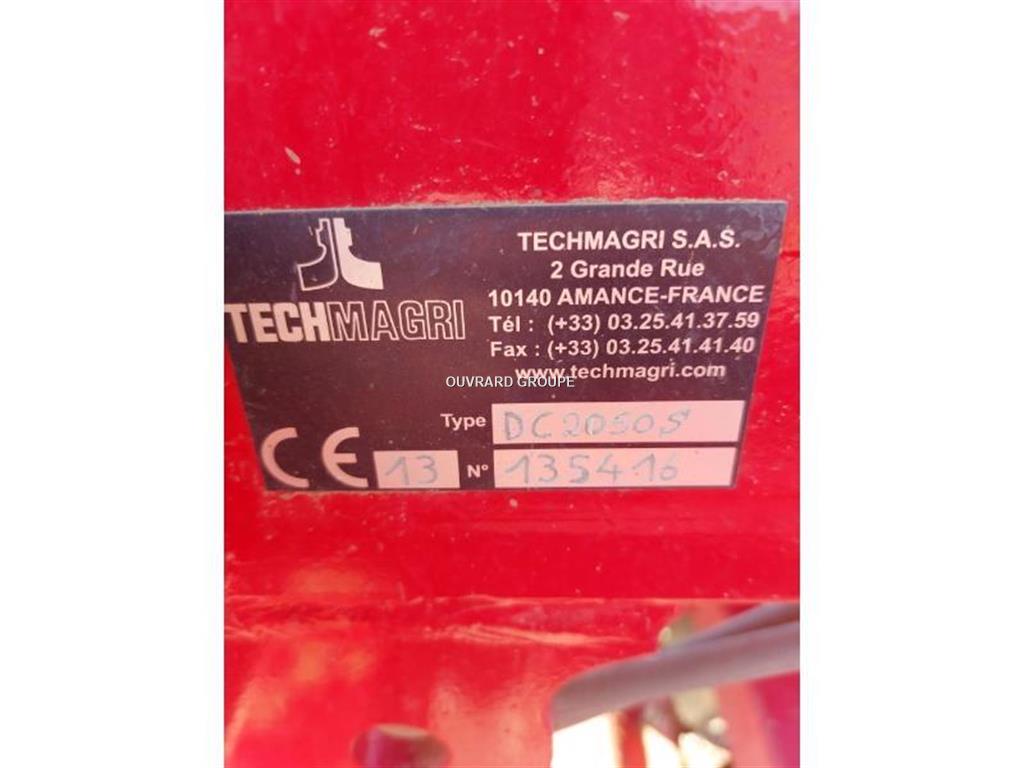 TECHMAGRI
TECHMAGRI S.A.S.
2 Grande Rue
10140 AMANCE-FRANCE
Tél : (+33) 03.25.41.37.59
Fax : (+33) 03.25.41.41.40
www.techmagri.com
OUVRARD GROUPE
Type DC2050S
CE 13 N° 135416